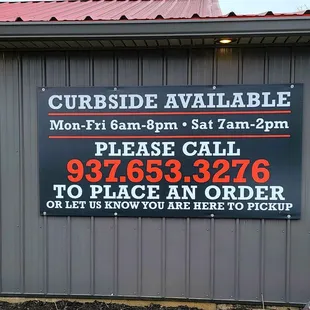 CURBSIDE AVAILABLE
Mon-Fri 6am-8pm • Sat 7am-2pm
PLEASE CALL
937.653.3276
TO PLACE AN ORDER
OR LET US KNOW YOU ARE HERE TO PICKUP